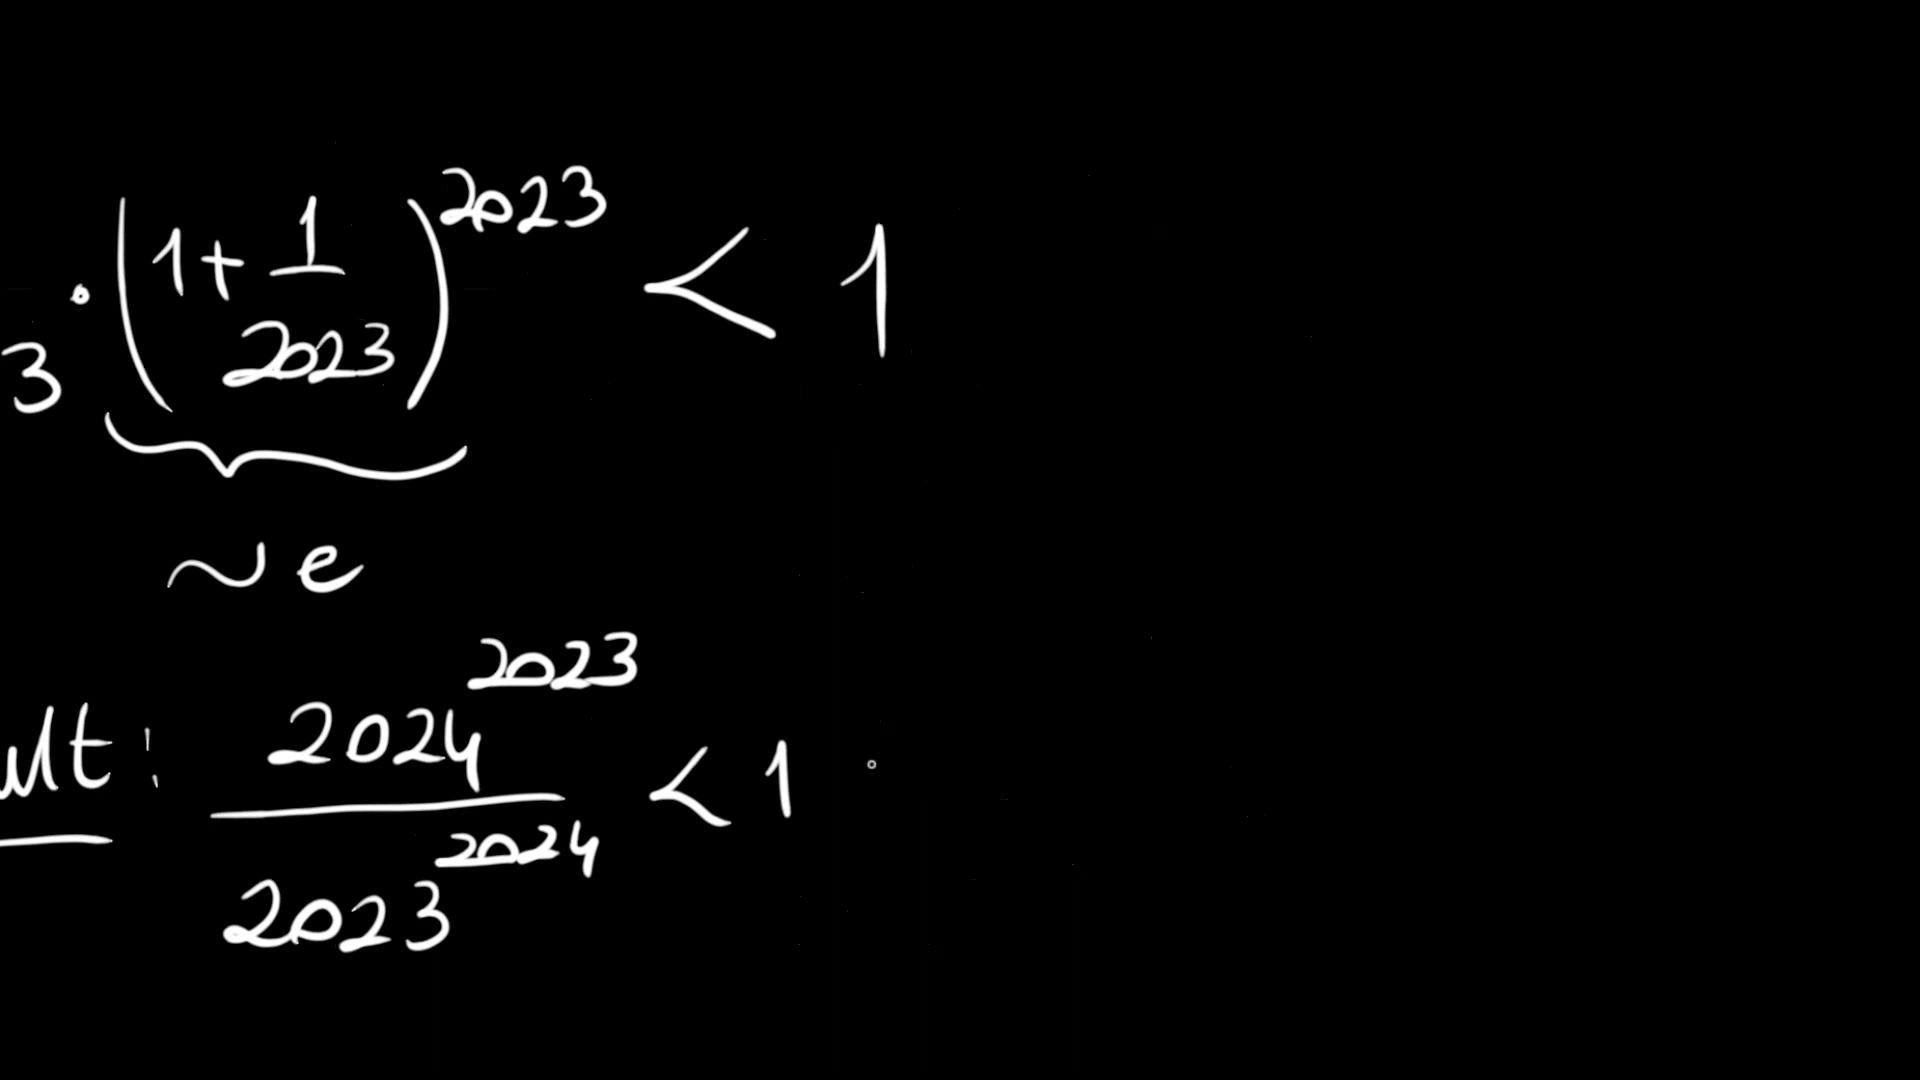 3 · (1 + 1/2023)^2023 < 1
~ e
ult: 2024^2023 / 2023^2024 < 1